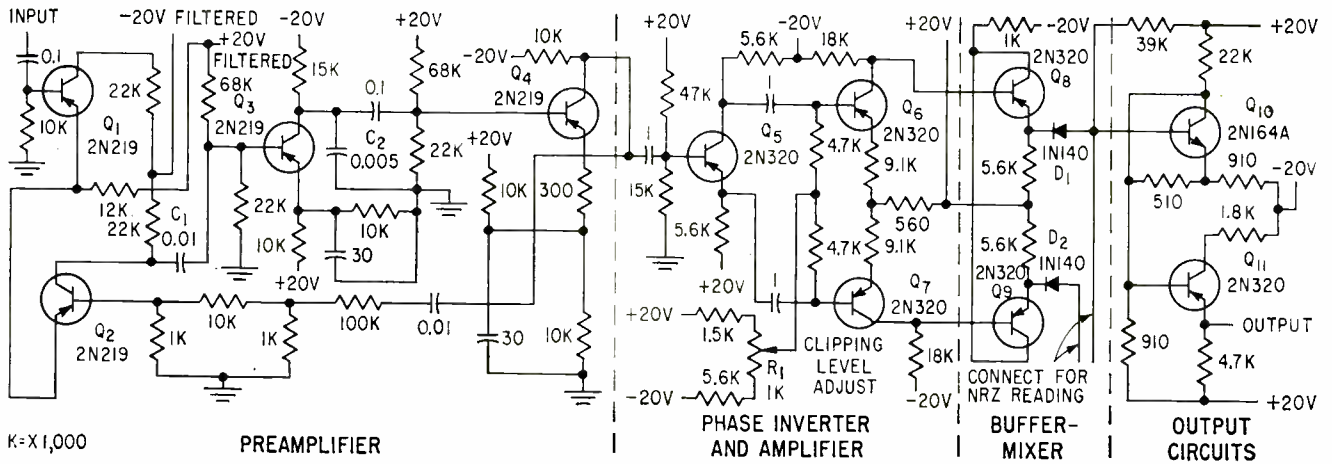 INPUT
-20V FILTERED
+20V
FILTERED
-20V
+20V
-20V
10K
Q4
2N219
0.1
10K
Q1
2N219
22K
68K
Q3
2N219
15K
0.1
C2
0.005
68K
22K
+20V
10K
300
12K
22K
C1
0.01
22K
10K
10K
30
+20V
Q2
2N219
1K
10K
1K
100K
0.01
30
10K
K=X1,000
PREAMPLIFIER
+20V
5.6K
-20V
18K
47K
1
Q5
2N320
Q6
2N320
4.7K
9.1K
1
15K
5.6K
+20V
4.7K
9.1K
560
+20V
1
Q7
2N320
+20V
1.5K
R1
1K
5.6K
-20V
CLIPPING
LEVEL
ADJUST
18K
-20V
PHASE INVERTER
AND AMPLIFIER
1K
-20V
2N320
Q8
1N140
D1
5.6K
5.6K
D2
1N140
2N320
Q9
CONNECT FOR
NRZ READING
BUFFER-
MIXER
39K
+20V
22K
Q10
2N164A
910
-20V
510
1.8K
Q11
2N320
OUTPUT
910
4.7K
+20V
OUTPUT
CIRCUITS